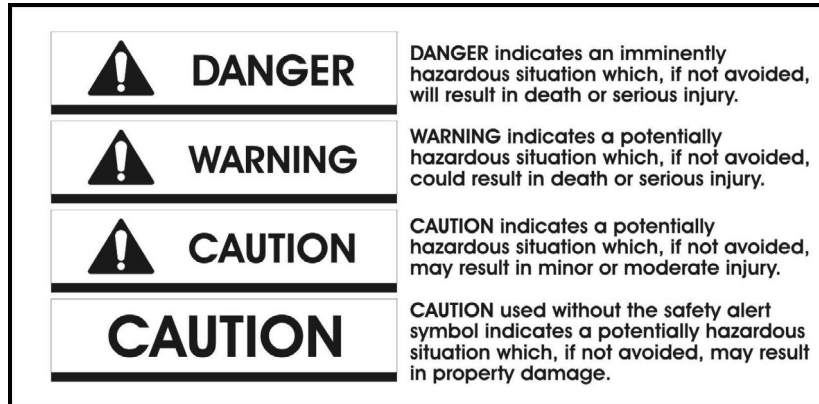 DANGER
DANGER indicates an imminently
hazardous situation which, if not avoided,
will result in death or serious injury.
WARNING
WARNING indicates a potentially
hazardous situation which, if not avoided,
could result in death or serious injury.
CAUTION
CAUTION indicates a potentially
hazardous situation which, if not avoided,
may result in minor or moderate injury.
CAUTION
CAUTION used without the safety alert
symbol indicates a potentially hazardous
situation which, if not avoided, may result
in property damage.